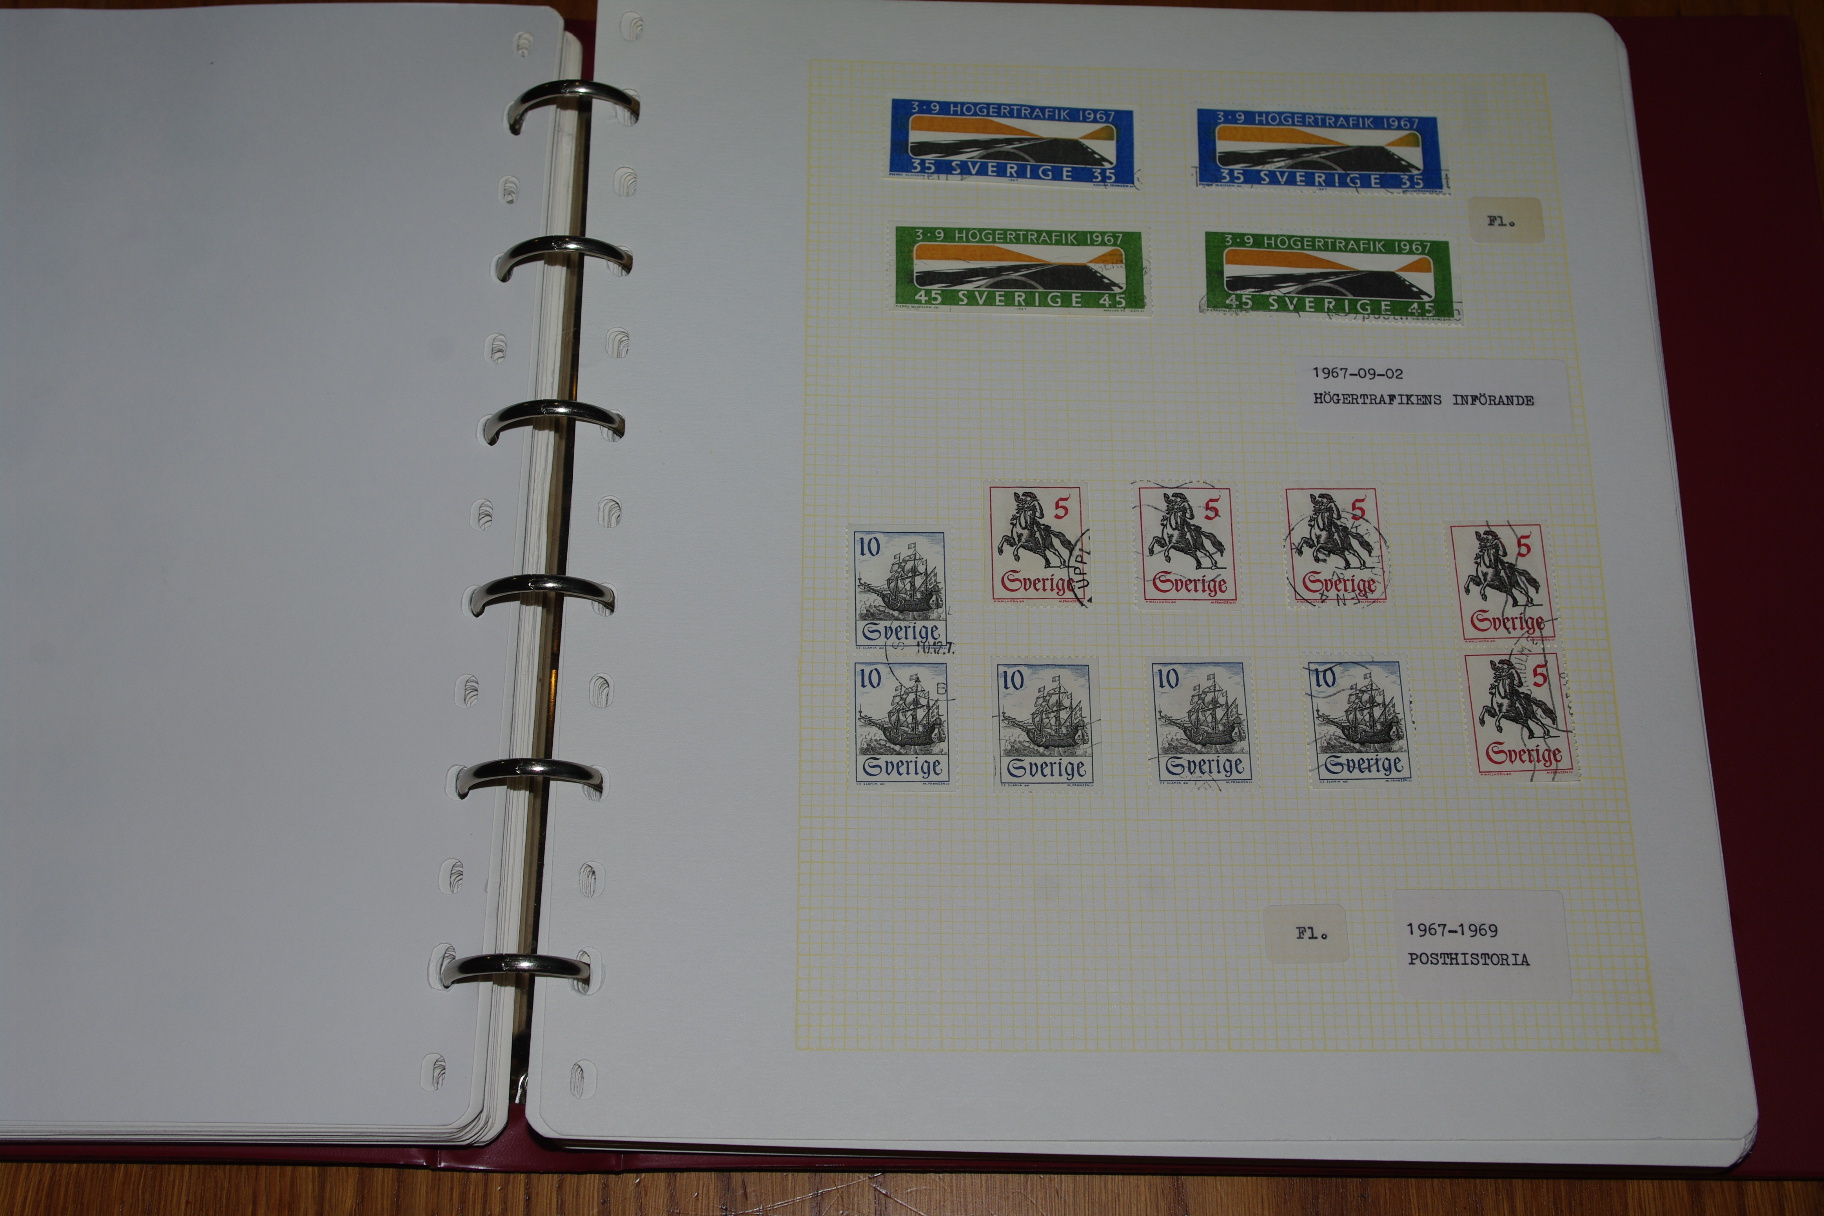 3·9 HÖGERTRAFIK 1967
35 SVERIGE 35
3·9 HÖGERTRAFIK 1967
35 SVERIGE 35
Fl.
3·9 HÖGERTRAFIK 1967
45 SVERIGE 45
3·9 HÖGERTRAFIK 1967
45 SVERIGE 45
1967-09-02
HÖGERTRAFIKENS INFÖRANDE
10
Sverige
5
Sverige
UPPL
5
Sverige
5
Sverige
5
Sverige
10
Sverige
10
Sverige
10
Sverige
10
Sverige
5
Sverige
Fl.
1967-1969
POSTHISTORIA